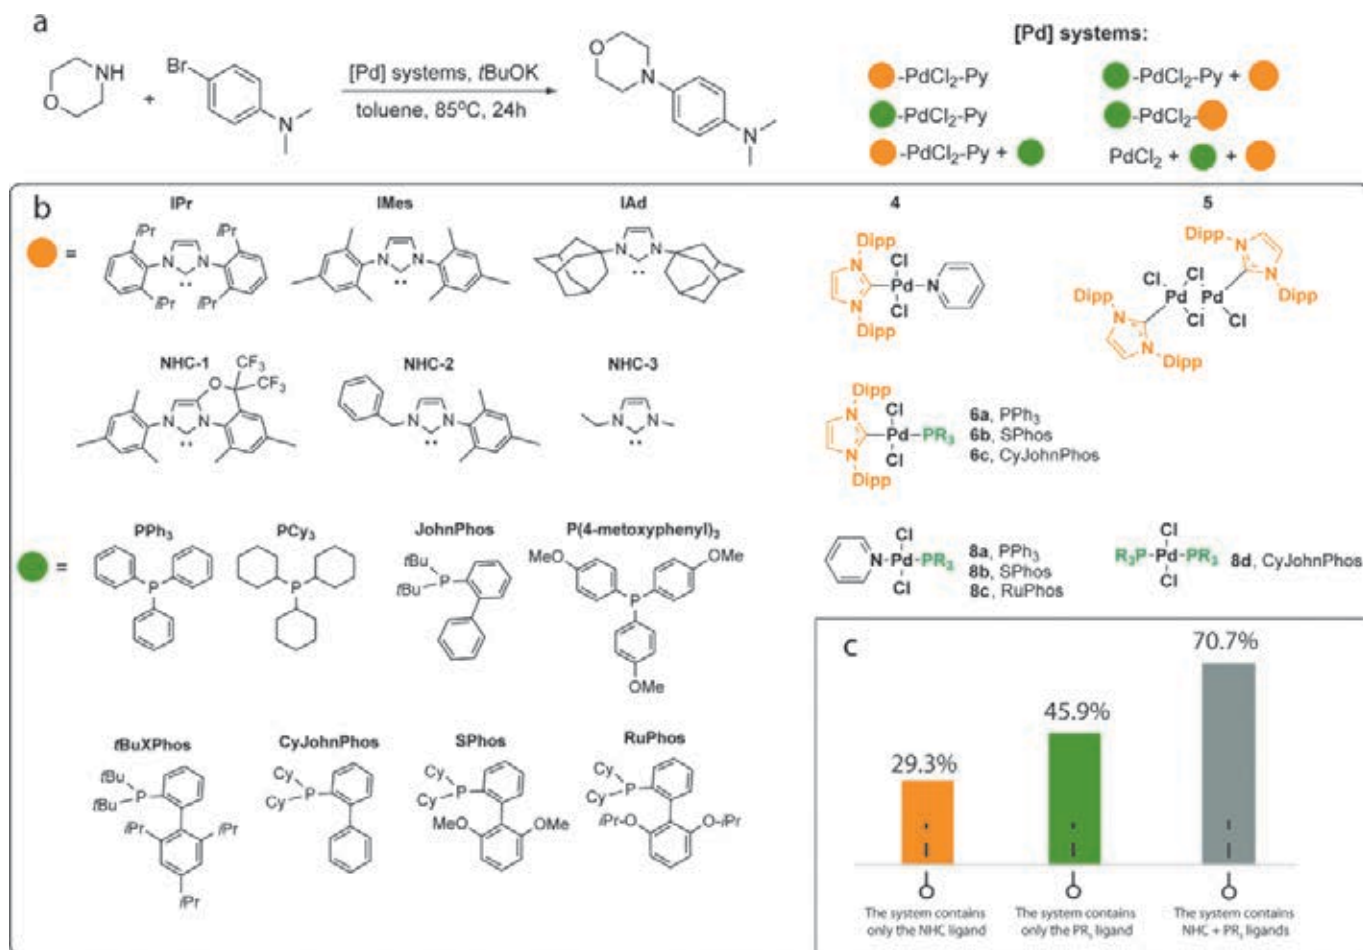 a
O
NH
+
Br
N
[Pd] systems, tBuOK
toluene, 85ºC, 24h
O
N
N
[Pd] systems:
-PdCl2-Py
-PdCl2-Py
-PdCl2-Py +
-PdCl2-Py +
-PdCl2-
PdCl2 + +
b
=
IPr
iPr
iPr
N N
iPr
iPr
IMes
N N
IAd
N N
4
Dipp
N Cl
Pd N
N Cl
Dipp
5
Dipp N
Cl Cl N
Dipp Pd Pd Dipp
N Cl Cl
N
Dipp
NHC-1
O CF3
CF3
N N
NHC-2
N N
NHC-3
N N
Dipp
N Cl
Pd PR3
N Cl
Dipp
6a, PPh3
6b, SPhos
6c, CyJohnPhos
=
PPh3
P
PCy3
P
JohnPhos
tBu
P
tBu
P(4-metoxyphenyl)3
MeO OMe
P
OMe
Cl
N-Pd-PR3
Cl
8a, PPh3
8b, SPhos
8c, RuPhos
Cl
R3P-Pd-PR3
Cl
8d, CyJohnPhos
tBuXPhos
tBu
P
tBu
iPr iPr
iPr
CyJohnPhos
Cy
P
Cy
SPhos
Cy
P
Cy
MeO OMe
RuPhos
Cy
P
Cy
iPr-O O-iPr
c
29.3%
45.9%
70.7%
The system contains
only the NHC ligand
The system contains
only the PR3 ligand
The system contains
NHC + PR3 ligands